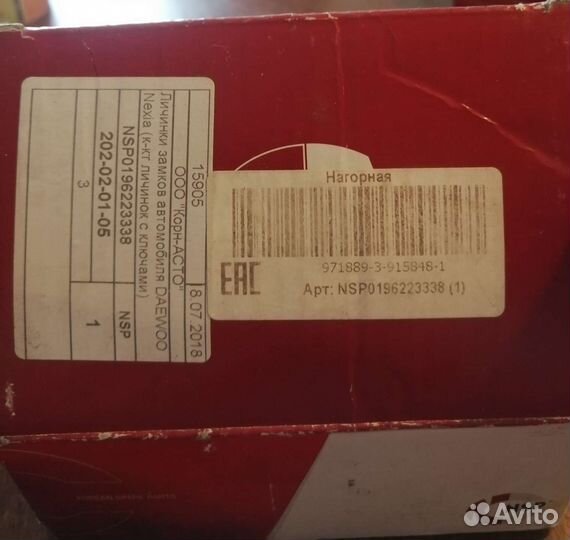 15905
8.07.2018
ООО "Корн-АСТО"
Личинки замков автомобиля DAEWOO
Nexia (к-кт личинок с ключами)
NSP0196223338
NSP
202-02-01-05
3
1
Нагорная
971889-3-915848-1
EAC
Арт: NSP0196223338 (1)
Avito